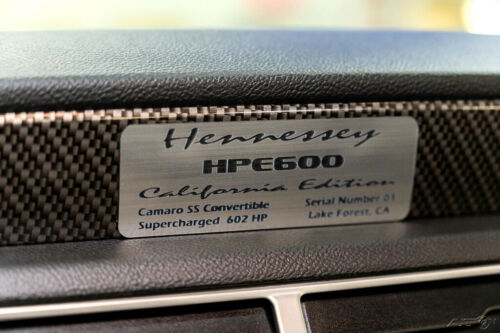 Hennessey
HPE600
California Edition
Camaro SS Convertible Serial Number 01
Supercharged 602 HP Lake Forest, CA